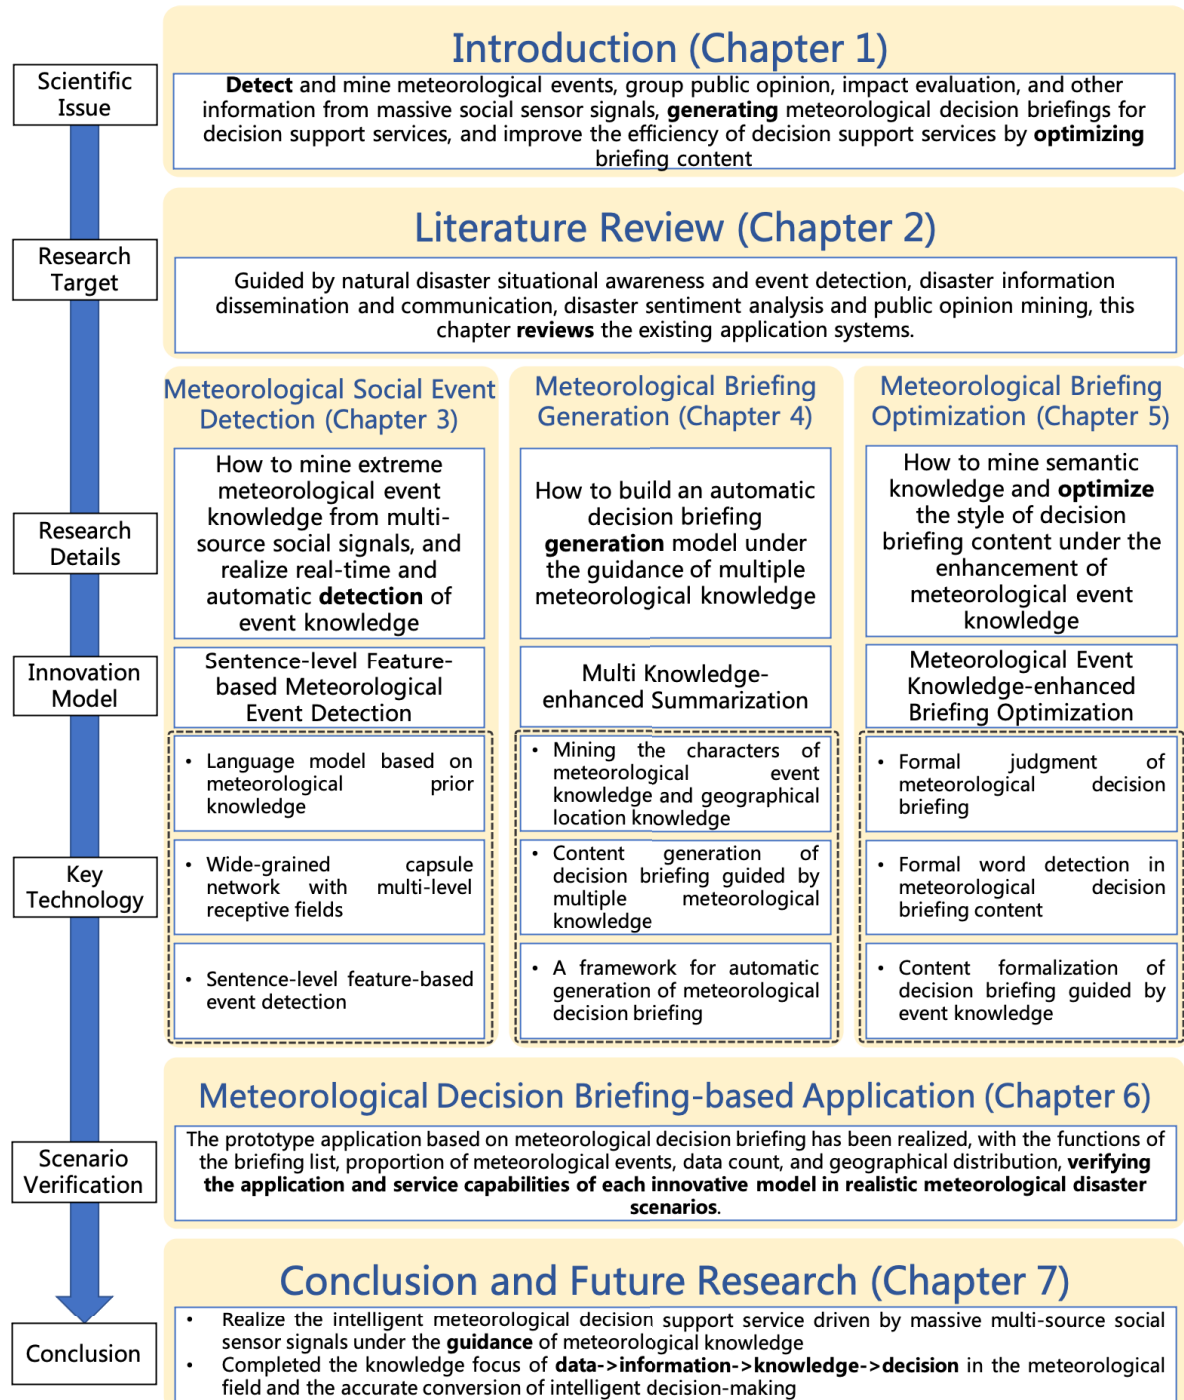 Scientific
Issue
Introduction (Chapter 1)
Detect and mine meteorological events, group public opinion, impact evaluation, and other
information from massive social sensor signals, generating meteorological decision briefings for
decision support services, and improve the efficiency of decision support services by optimizing
briefing content
Research
Target
Literature Review (Chapter 2)
Guided by natural disaster situational awareness and event detection, disaster information
dissemination and communication, disaster sentiment analysis and public opinion mining, this
chapter reviews the existing application systems.
Meteorological Social Event
Detection (Chapter 3)
Meteorological Briefing
Generation (Chapter 4)
Meteorological Briefing
Optimization (Chapter 5)
Research
Details
How to mine extreme
meteorological event
knowledge from multi-
source social signals, and
realize real-time and
automatic detection of
event knowledge
How to build an automatic
decision briefing
generation model under
the guidance of multiple
meteorological knowledge
How to mine semantic
knowledge and optimize
the style of decision
briefing content under the
enhancement of
meteorological event
knowledge
Innovation
Model
Sentence-level Feature-
based Meteorological
Event Detection
Multi Knowledge-
enhanced Summarization
Meteorological Event
Knowledge-enhanced
Briefing Optimization
Key
Technology
• Language model based on
meteorological prior
knowledge
• Wide-grained capsule
network with multi-level
receptive fields
• Sentence-level feature-based
event detection
• Mining the characters of
meteorological event
knowledge and geographical
location knowledge
• Content generation of
decision briefing guided by
multiple meteorological
knowledge
• A framework for automatic
generation of meteorological
decision briefing
• Formal judgment of
meteorological decision
briefing
• Formal word detection in
meteorological decision
briefing content
• Content formalization of
decision briefing guided by
event knowledge
Scenario
Verification
Meteorological Decision Briefing-based Application (Chapter 6)
The prototype application based on meteorological decision briefing has been realized, with the functions of
the briefing list, proportion of meteorological events, data count, and geographical distribution, verifying
the application and service capabilities of each innovative model in realistic meteorological disaster
scenarios.
Conclusion
Conclusion and Future Research (Chapter 7)
• Realize the intelligent meteorological decision support service driven by massive multi-source social
sensor signals under the guidance of meteorological knowledge
• Completed the knowledge focus of data->information->knowledge->decision in the meteorological
field and the accurate conversion of intelligent decision-making